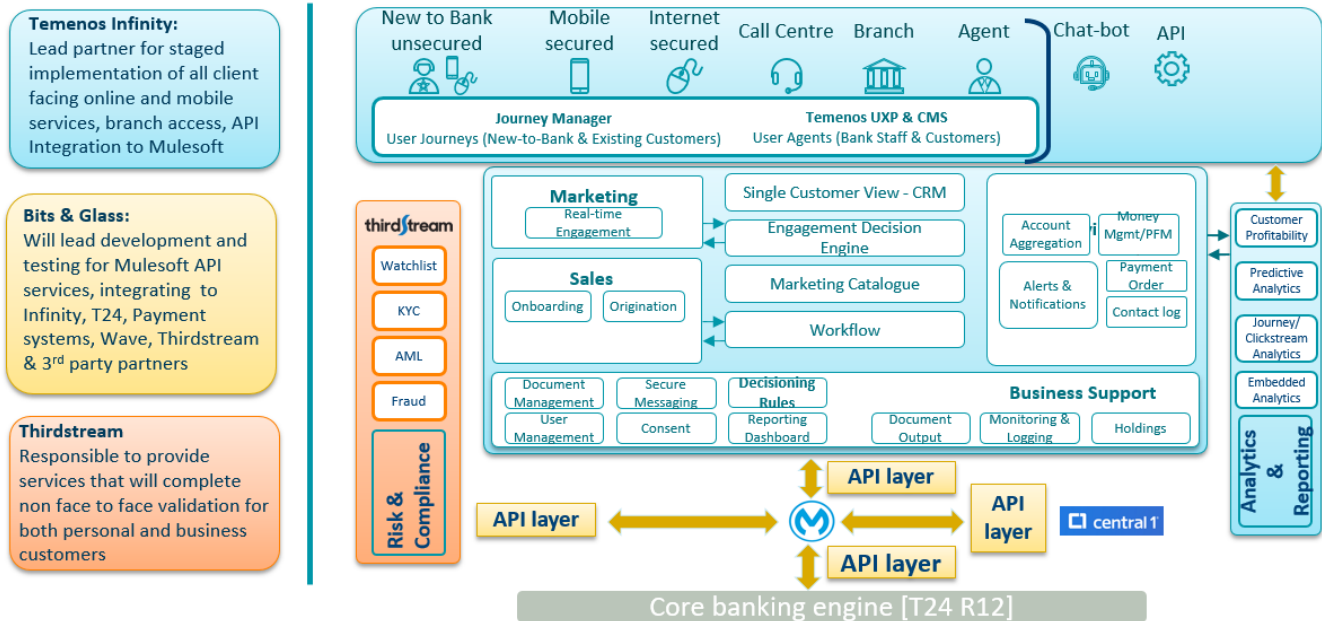 Temenos Infinity:
Lead partner for staged
implementation of all client
facing online and mobile
services, branch access, API
Integration to Mulesoft
Bits & Glass:
Will lead development and
testing for Mulesoft API
services, integrating to
Infinity, T24, Payment
systems, Wave, Thirdstream
& 3rd party partners
Thirdstream
Responsible to provide
services that will complete
non face to face validation for
both personal and business
customers
New to Bank
unsecured
Mobile
secured
Internet
secured
Call Centre
Branch
Agent
Chat-bot
API
Journey Manager
User Journeys (New-to-Bank & Existing Customers)
Temenos UXP & CMS
User Agents (Bank Staff & Customers)
thirdstream
Watchlist
KYC
AML
Fraud
Risk &
Compliance
Marketing
Real-time
Engagement
Sales
Onboarding
Origination
Single Customer View - CRM
Engagement Decision
Engine
Marketing Catalogue
Workflow
Account
Aggregation
Money
Mgmt/PFM
Alerts &
Notifications
Payment
Order
Contact log
Document
Management
Secure
Messaging
Decisioning
Rules
Business Support
User
Management
Consent
Reporting
Dashboard
Document
Output
Monitoring &
Logging
Holdings
Customer
Profitability
Predictive
Analytics
Journey/
Clickstream
Analytics
Embedded
Analytics
Analytics
&
Reporting
API layer
API layer
API
layer
central1
API layer
Core banking engine [T24 R12]